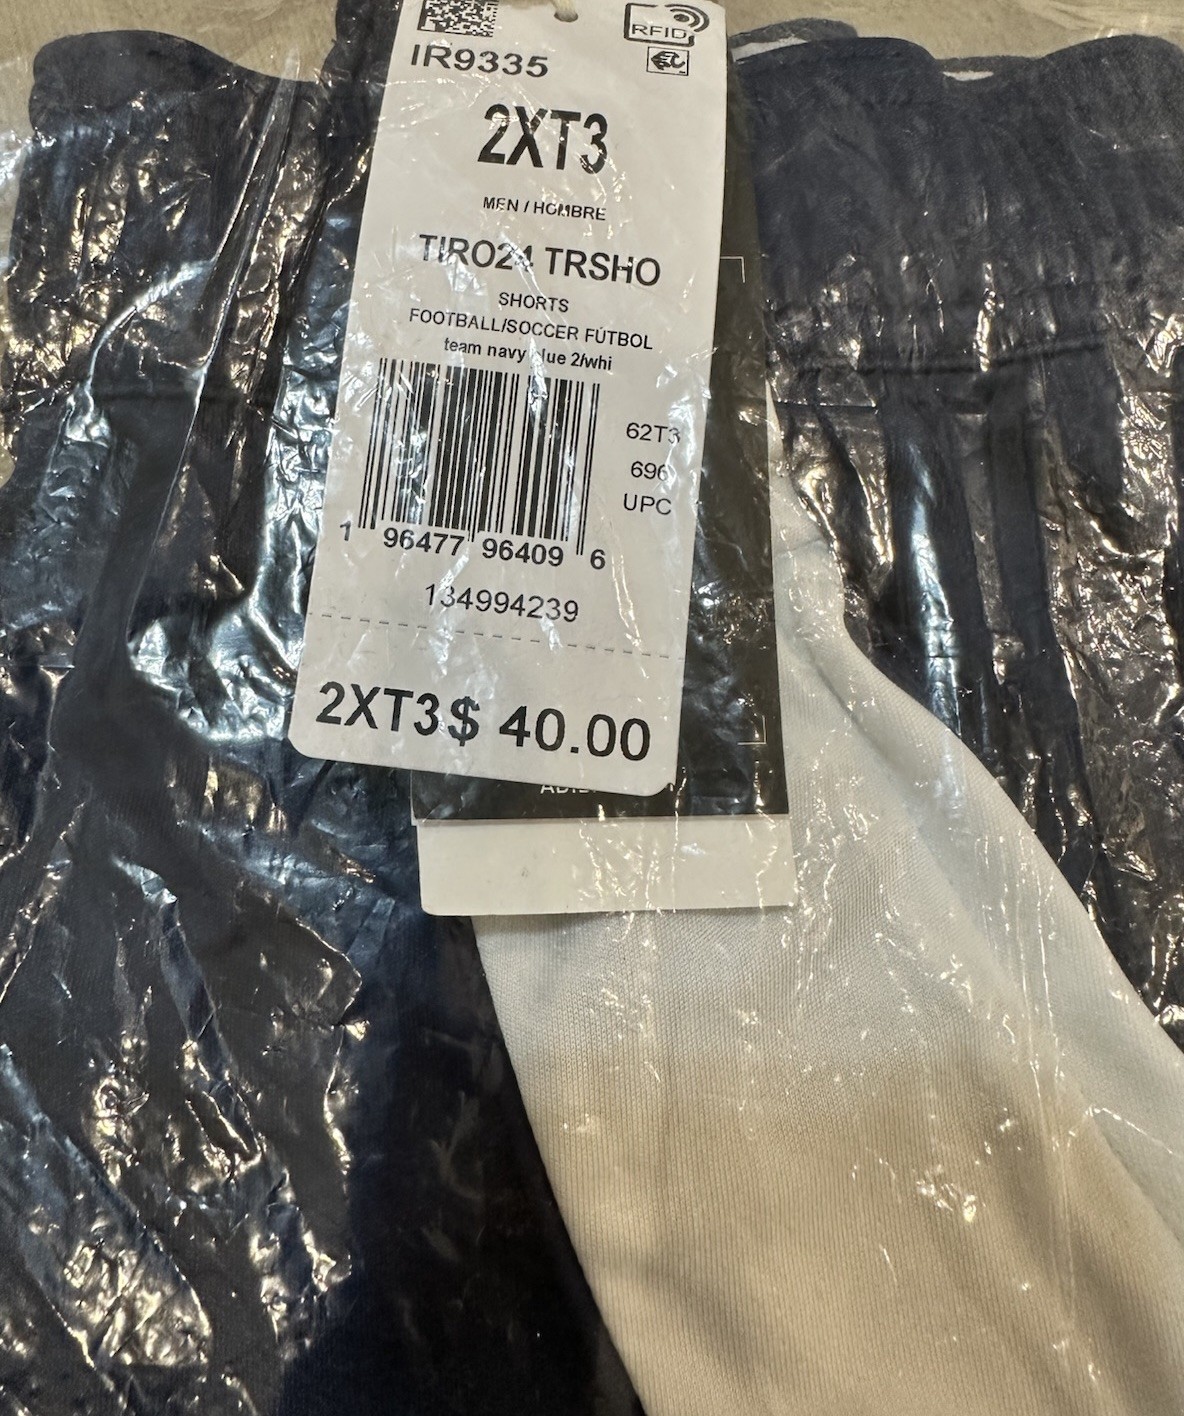 RFID
IR9335
2XT3
MEN / HOMBRE
TIRO24 TRSHO
SHORTS
FOOTBALL/SOCCER FÚTBOL
team navy blue 2/whi
62T3
696
UPC
1 96477 96409 6
134994239
2XT3 $ 40.00